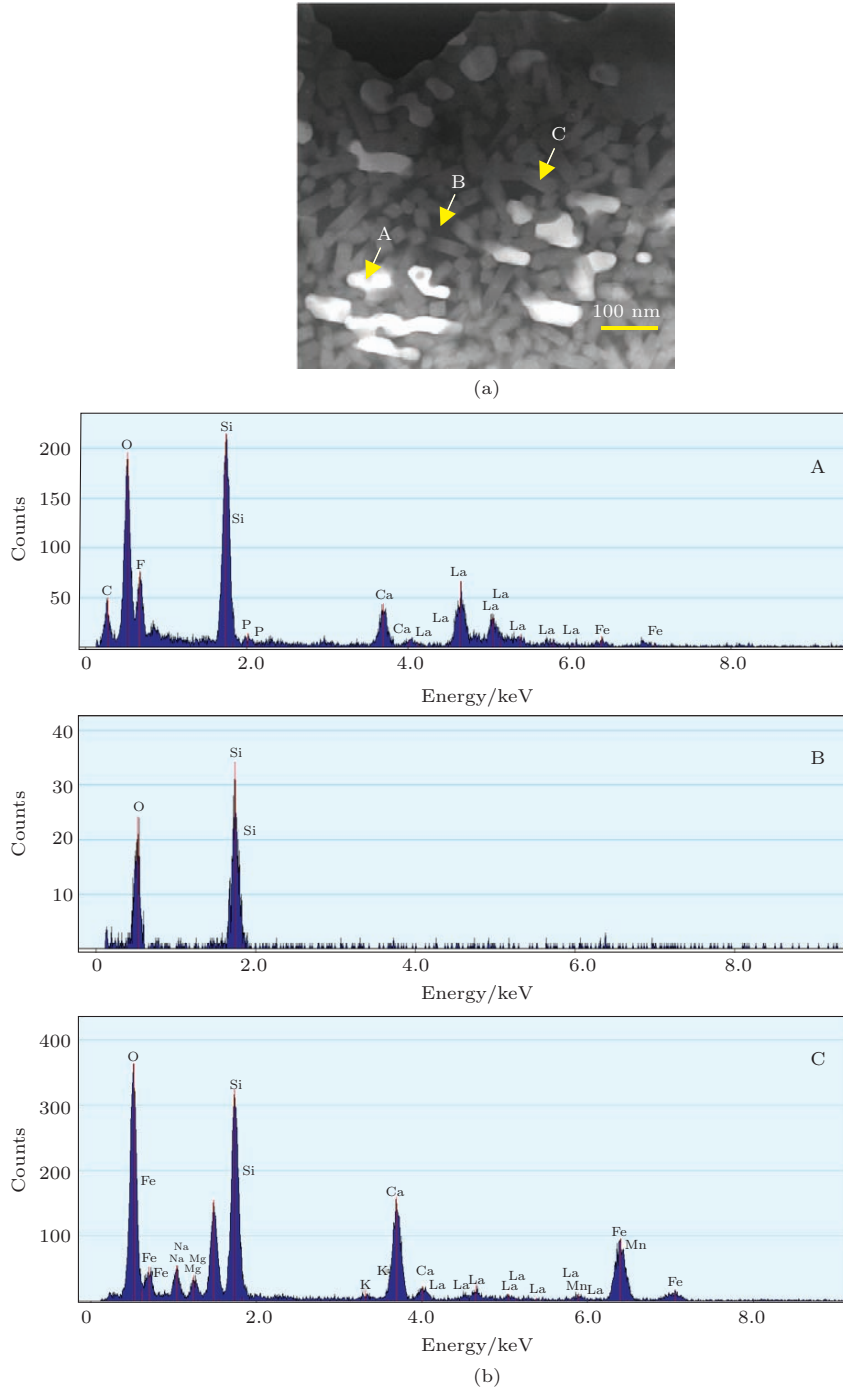 C
B
A
100 nm
(a)
Si
O
200
A
150
Si
Counts
100
F
La
C
Ca
La
50
La
La
P
P
Ca
La
La
La
La
Fe
Fe
0
2.0
4.0
6.0
8.0
Energy/keV
40
Si
B
30
O
Counts
20
Si
10
0
2.0
4.0
6.0
8.0
Energy/keV
400
O
C
Si
300
Counts
200
Fe
Si
Ca
100
Fe
Mn
Fe
Fe
Na
Na
Mg
Mg
K
K
Ca
La
La
La
La
La
La
La
Mn
La
Fe
0
2.0
4.0
6.0
8.0
Energy/keV
(b)